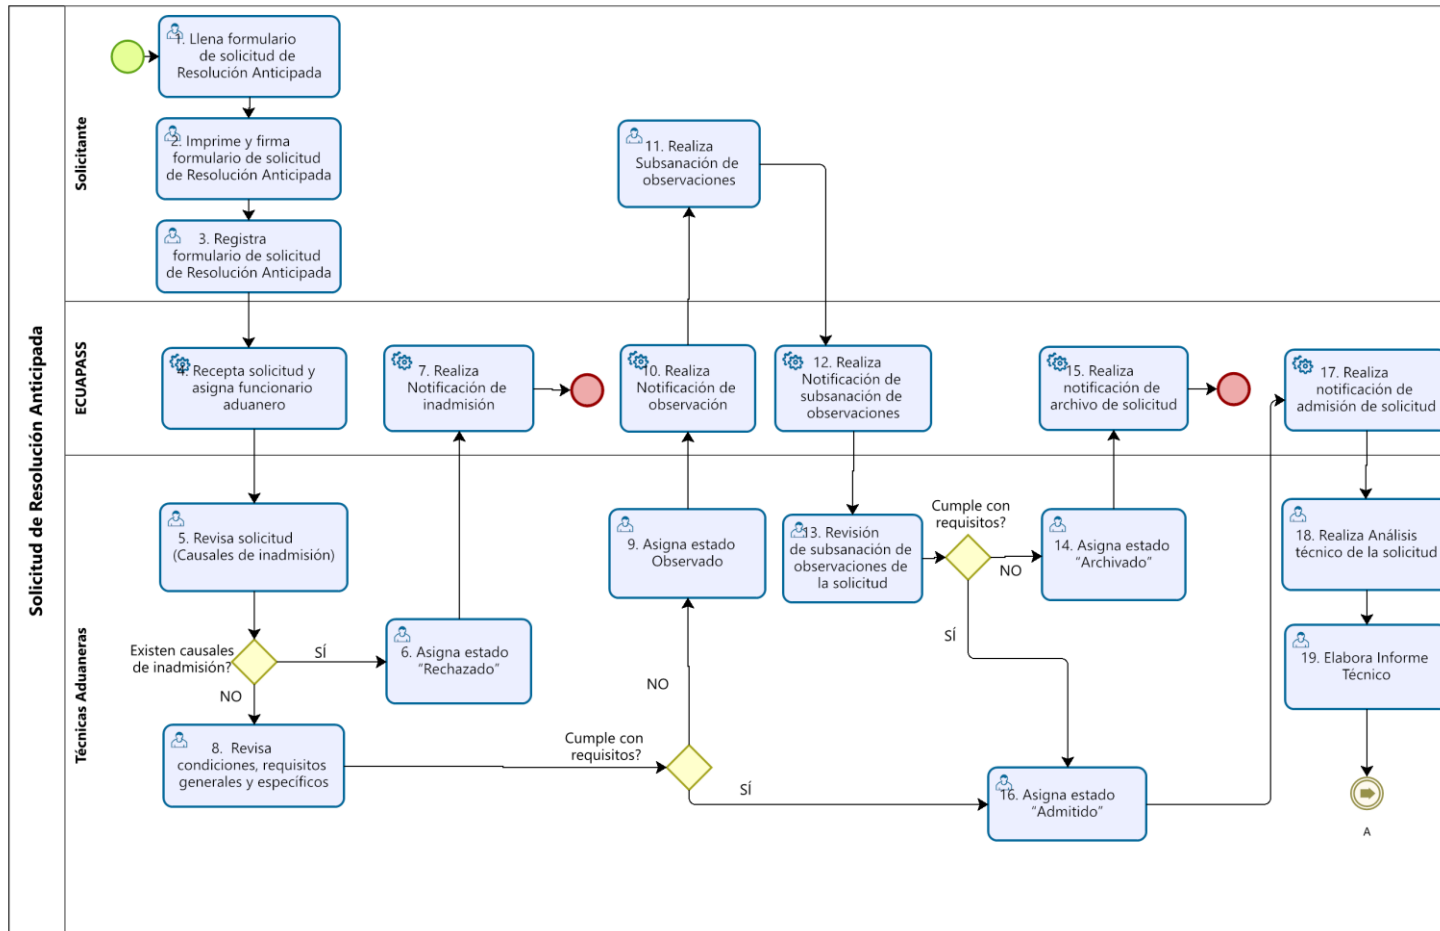 Solicitud de Resolución Anticipada
Solicitante
1. Llena formulario
de solicitud de
Resolución Anticipada
2. Imprime y firma
formulario de solicitud
de Resolución Anticipada
3. Registra
formulario de solicitud
de Resolución Anticipada
11. Realiza
Subsanación de
observaciones
ECUAPASS
4. Recepta solicitud y
asigna funcionario
aduanero
7. Realiza
Notificación de
inadmisión
10. Realiza
Notificación de
observación
12. Realiza
Notificación de
subsanación de
observaciones
15. Realiza
notificación de
archivo de solicitud
17. Realiza
notificación de
admisión de solicitud
Técnicas Aduaneras
5. Revisa solicitud
(Causales de inadmisión)
Existen causales
de inadmisión?
SÍ
NO
6. Asigna estado
“Rechazado”
8. Revisa
condiciones, requisitos
generales y específicos
Cumple con
requisitos?
NO
SÍ
9. Asigna estado
Observado
13. Revisión
de subsanación de
observaciones de
la solicitud
Cumple con
requisitos?
NO
SÍ
14. Asigna estado
“Archivado”
16. Asigna estado
“Admitido”
18. Realiza Análisis
técnico de la solicitud
19. Elabora Informe
Técnico
A